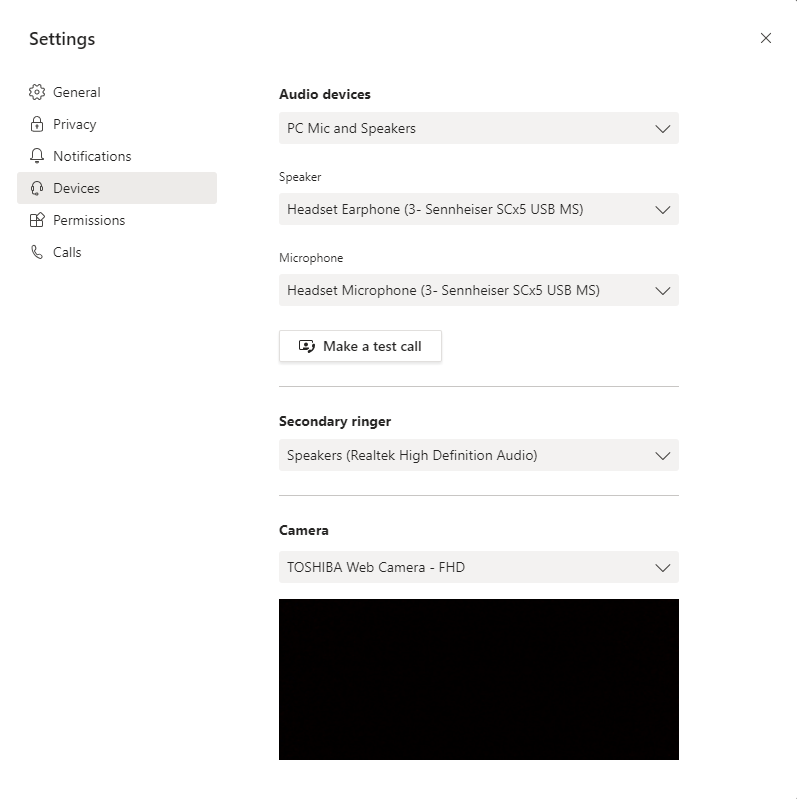 Settings
General
Privacy
Notifications
Devices
Permissions
Calls
Audio devices
PC Mic and Speakers
Speaker
Headset Earphone (3- Sennheiser SCx5 USB MS)
Microphone
Headset Microphone (3- Sennheiser SCx5 USB MS)
Make a test call
Secondary ringer
Speakers (Realtek High Definition Audio)
Camera
TOSHIBA Web Camera - FHD